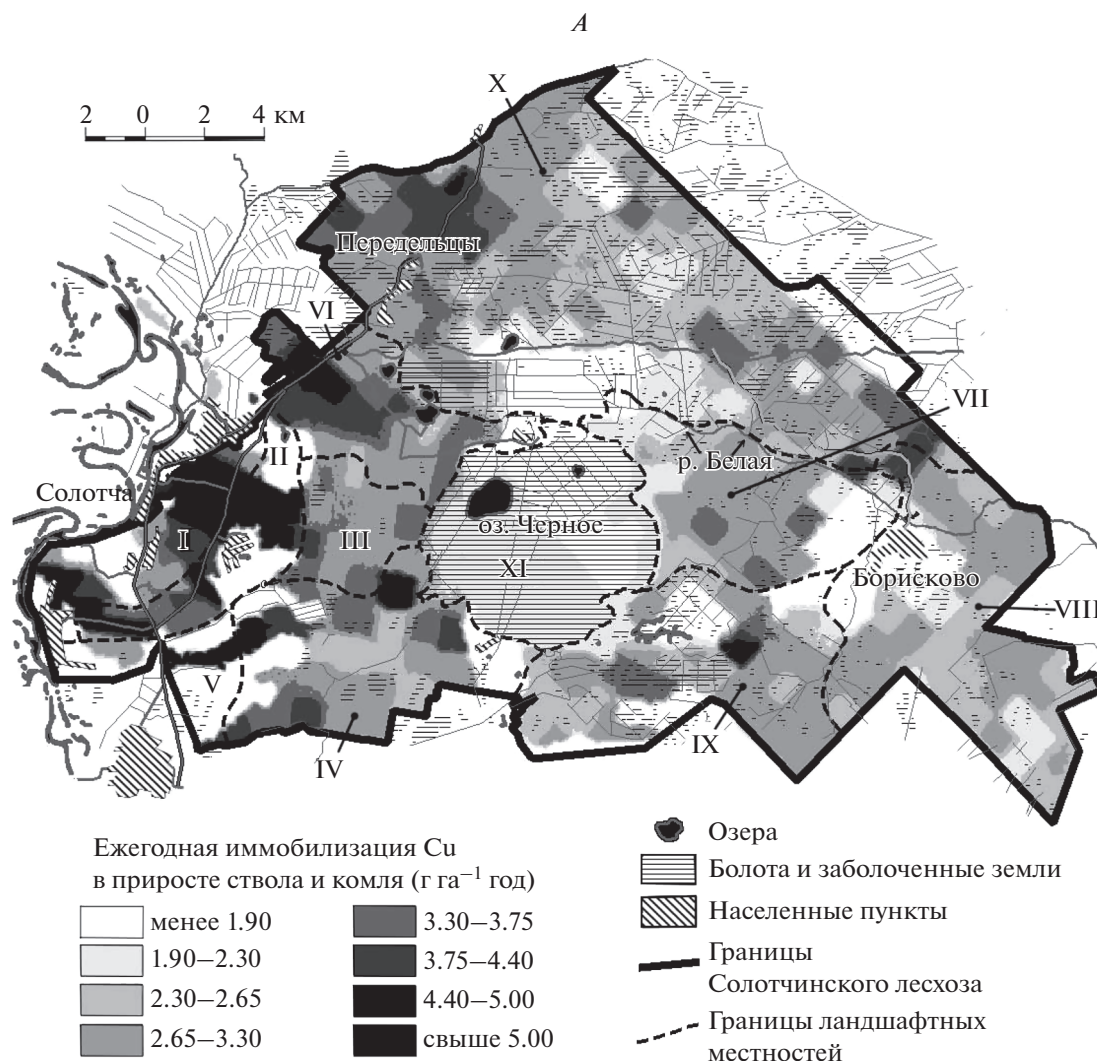 А
2 0 2 4 км
X
Передельцы
VI
VII
II
р. Белая
Солотча
оз. Черное
I
III
XI
Борисково
VIII
V
IX
IV
Ежегодная иммобилизация Cu
в приросте ствола и комля (г га⁻¹ год)
менее 1.90
1.90–2.30
2.30–2.65
2.65–3.30
3.30–3.75
3.75–4.40
4.40–5.00
свыше 5.00
Озера
Болота и заболоченные земли
Населенные пункты
Границы
Солотчинского лесхоза
Границы ландшафтных
местностей